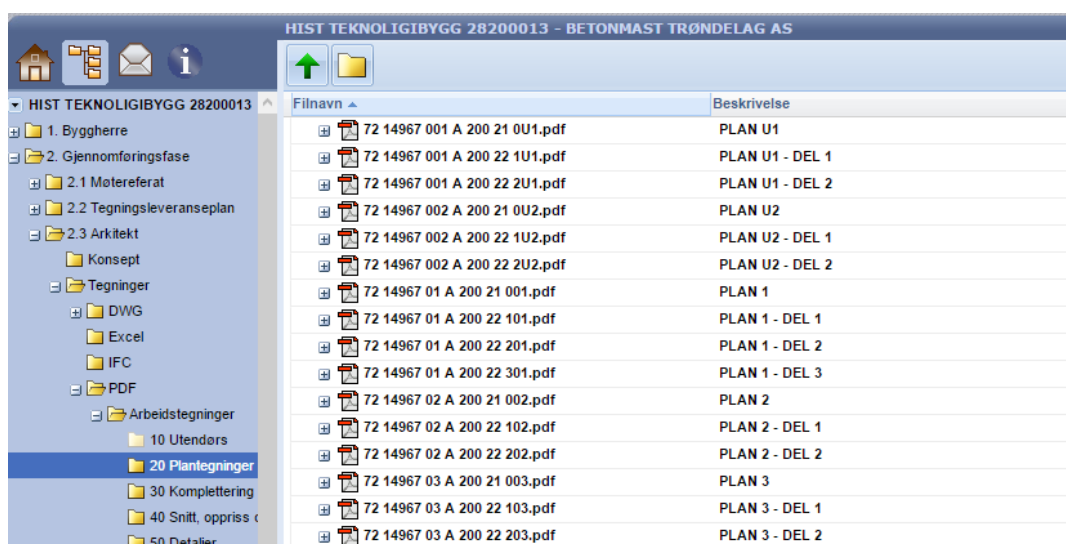 HIST TEKNOLIGIBYGG 28200013 - BETONMAST TRØNDELAG AS
HIST TEKNOLIGIBYGG 28200013
1. Byggherre
2. Gjennomføringsfase
2.1 Møtereferat
2.2 Tegningsleveranseplan
2.3 Arkitekt
Konsept
Tegninger
DWG
Excel
IFC
PDF
Arbeidstegninger
10 Utendørs
20 Plantegninger
30 Komplettering
40 Snitt, oppriss
50 Detaljer
Filnavn Beskrivelse
72 14967 001 A 200 21 0U1.pdf PLAN U1
72 14967 001 A 200 22 1U1.pdf PLAN U1 - DEL 1
72 14967 001 A 200 22 2U1.pdf PLAN U1 - DEL 2
72 14967 002 A 200 21 0U2.pdf PLAN U2
72 14967 002 A 200 22 1U2.pdf PLAN U2 - DEL 1
72 14967 002 A 200 22 2U2.pdf PLAN U2 - DEL 2
72 14967 01 A 200 21 001.pdf PLAN 1
72 14967 01 A 200 22 101.pdf PLAN 1 - DEL 1
72 14967 01 A 200 22 201.pdf PLAN 1 - DEL 2
72 14967 01 A 200 22 301.pdf PLAN 1 - DEL 3
72 14967 02 A 200 21 002.pdf PLAN 2
72 14967 02 A 200 22 102.pdf PLAN 2 - DEL 1
72 14967 02 A 200 22 202.pdf PLAN 2 - DEL 2
72 14967 03 A 200 21 003.pdf PLAN 3
72 14967 03 A 200 22 103.pdf PLAN 3 - DEL 1
72 14967 03 A 200 22 203.pdf PLAN 3 - DEL 2